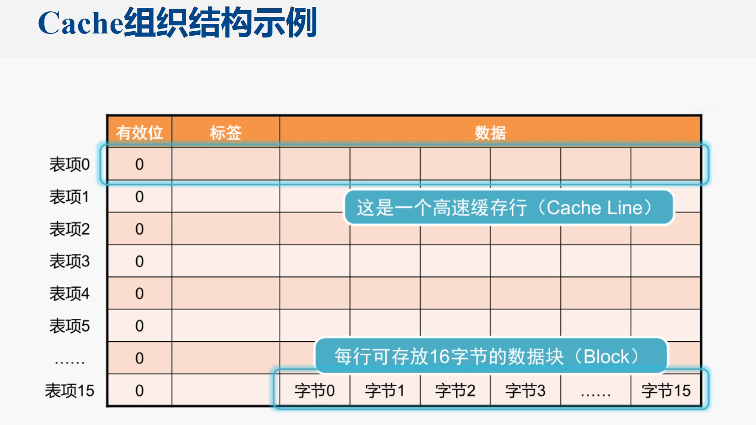 Cache组织结构示例
有效位 标签 数据
表项0 0
表项1 0
这是一个高速缓存行（Cache Line）
表项2 0
表项3 0
表项4 0
表项5 0
每行可存放16字节的数据块（Block）
…… 0
表项15 0 字节0 字节1 字节2 字节3 …… 字节15